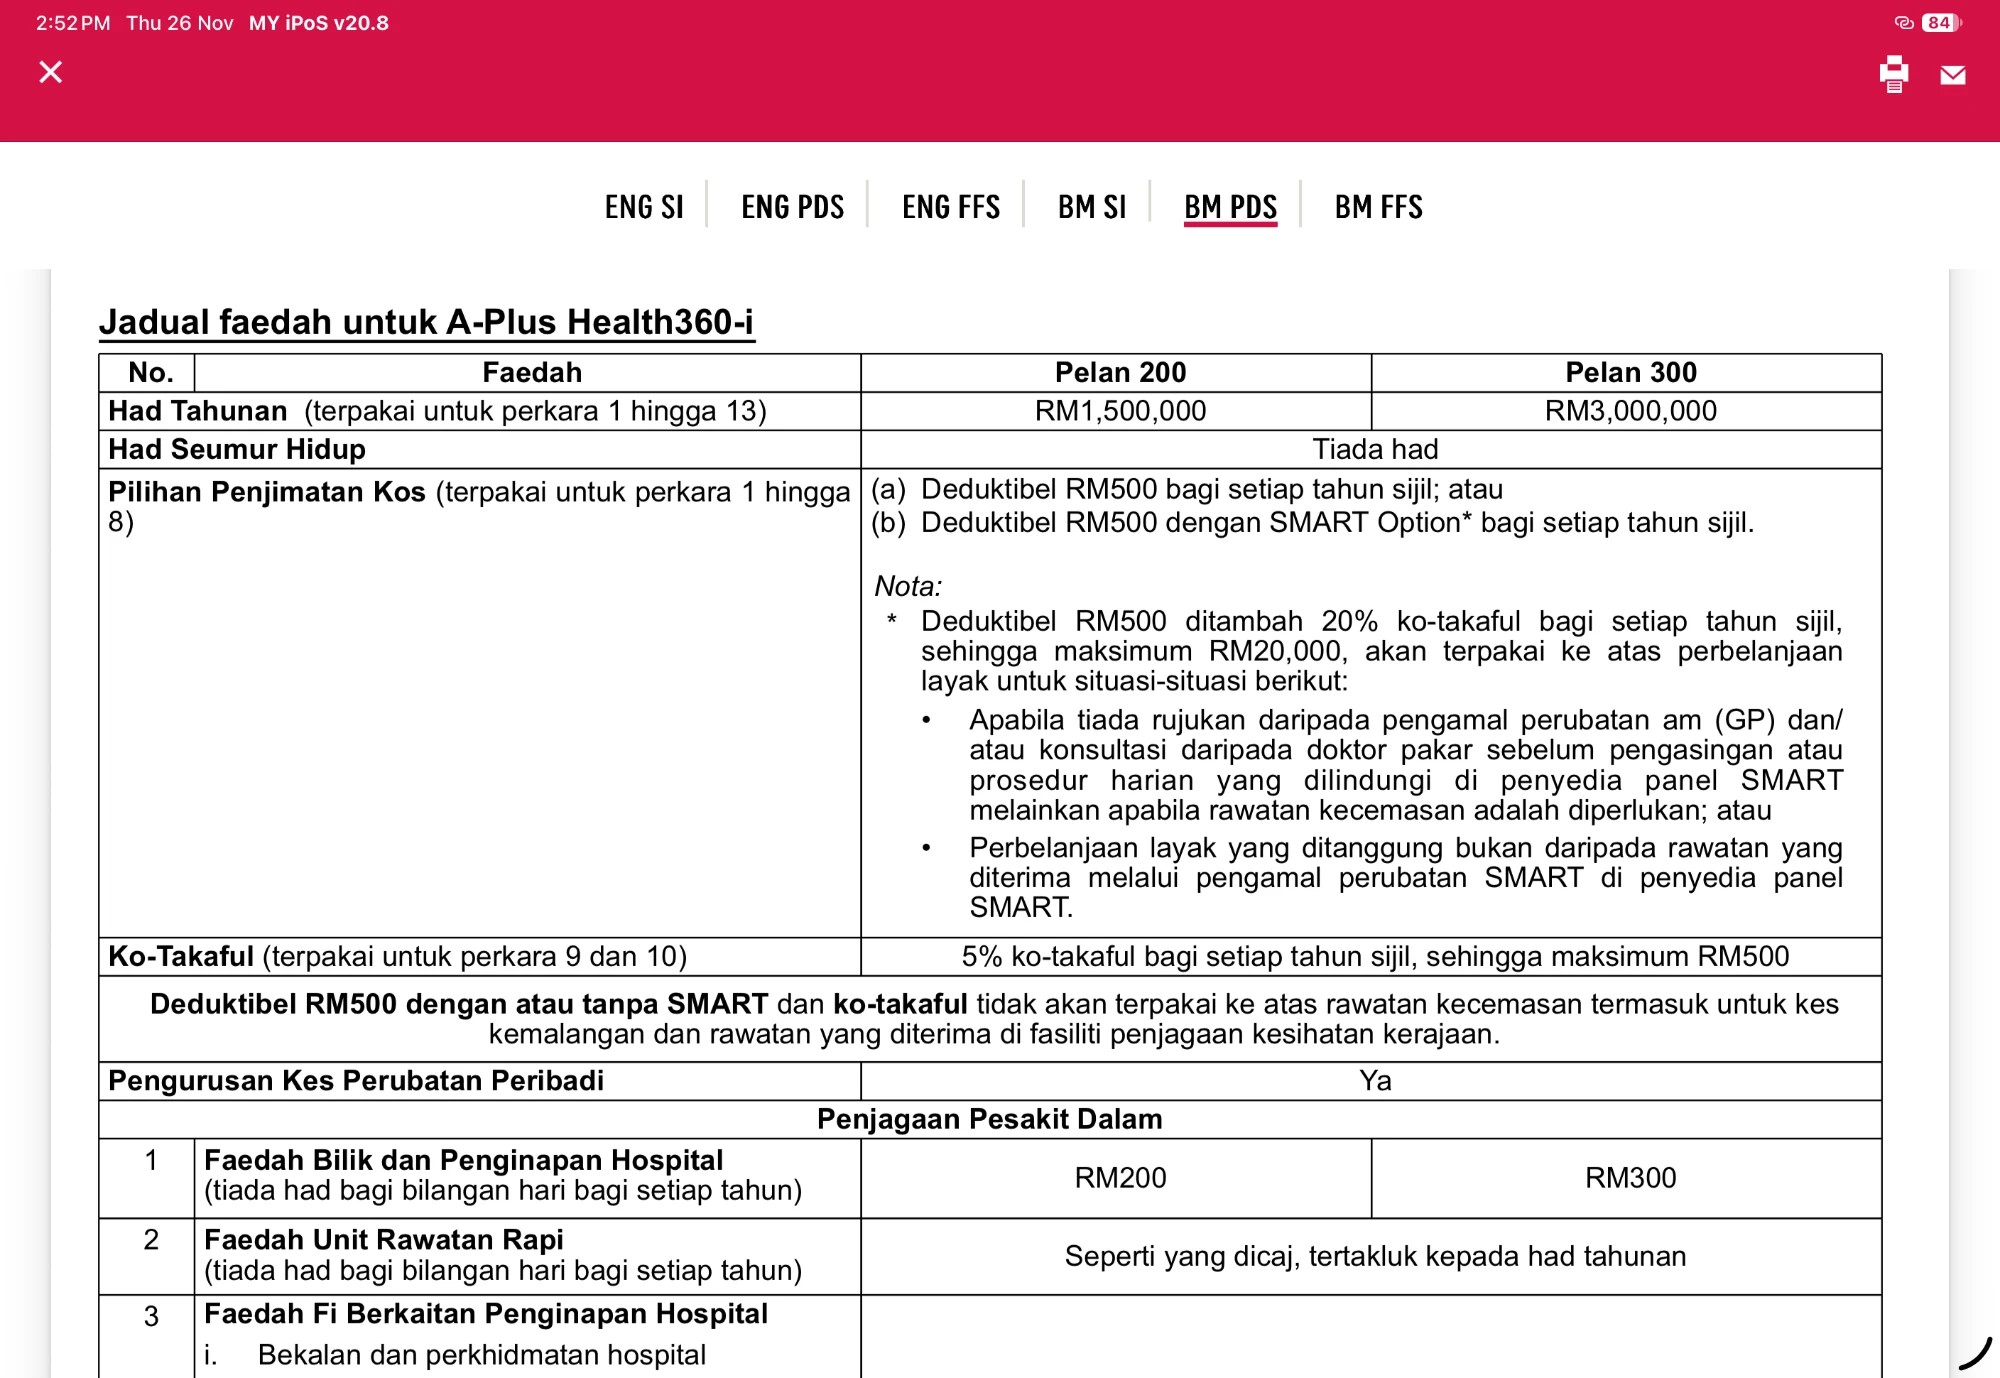 2:52 PM Thu 26 Nov MY iPoS v20.8 84
ENG SI ENG PDS ENG FFS BM SI BM PDS BM FFS
Jadual faedah untuk A-Plus Health360-i
No. Faedah Pelan 200 Pelan 300
Had Tahunan (terpakai untuk perkara 1 hingga 13) RM1,500,000 RM3,000,000
Had Seumur Hidup Tiada had
Pilihan Penjimatan Kos (terpakai untuk perkara 1 hingga
8)
(a) Deduktibel RM500 bagi setiap tahun sijil; atau
(b) Deduktibel RM500 dengan SMART Option* bagi setiap tahun sijil.
Nota:
* Deduktibel RM500 ditambah 20% ko-takaful bagi setiap tahun sijil,
sehingga maksimum RM20,000, akan terpakai ke atas perbelanjaan
layak untuk situasi-situasi berikut:
• Apabila tiada rujukan daripada pengamal perubatan am (GP) dan/
atau konsultasi daripada doktor pakar sebelum pengasingan atau
prosedur harian yang dilindungi di penyedia panel SMART
melainkan apabila rawatan kecemasan adalah diperlukan; atau
• Perbelanjaan layak yang ditanggung bukan daripada rawatan yang
diterima melalui pengamal perubatan SMART di penyedia panel
SMART.
Ko-Takaful (terpakai untuk perkara 9 dan 10) 5% ko-takaful bagi setiap tahun sijil, sehingga maksimum RM500
Deduktibel RM500 dengan atau tanpa SMART dan ko-takaful tidak akan terpakai ke atas rawatan kecemasan termasuk untuk kes
kemalangan dan rawatan yang diterima di fasiliti penjagaan kesihatan kerajaan.
Pengurusan Kes Perubatan Peribadi Ya
Penjagaan Pesakit Dalam
1 Faedah Bilik dan Penginapan Hospital
(tiada had bagi bilangan hari bagi setiap tahun) RM200 RM300
2 Faedah Unit Rawatan Rapi
(tiada had bagi bilangan hari bagi setiap tahun) Seperti yang dicaj, tertakluk kepada had tahunan
3 Faedah Fi Berkaitan Penginapan Hospital
i. Bekalan dan perkhidmatan hospital